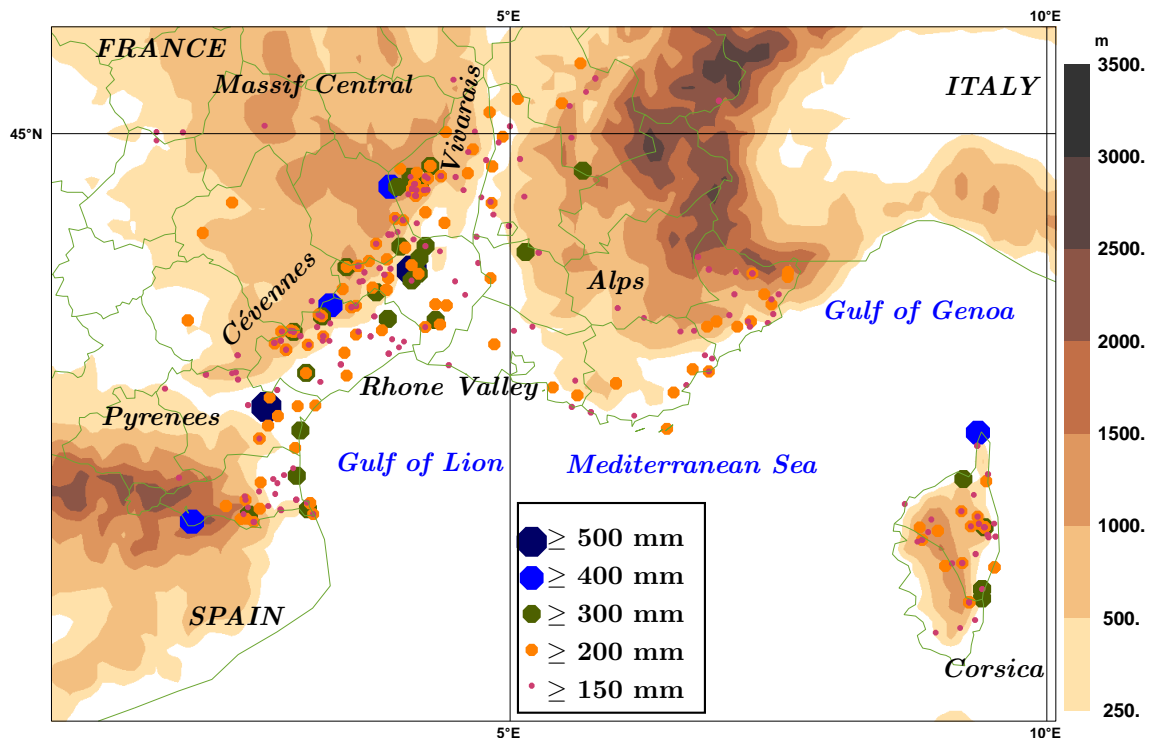 5°E 10°E
m
FRANCE
Massif Central
Vivarais
ITALY
45°N
3500.
3000.
2500.
2000.
1500.
1000.
500.
250.
Cévennes
Alps
Gulf of Genoa
Rhone Valley
Pyrenees
Gulf of Lion
Mediterranean Sea
≥ 500 mm
≥ 400 mm
≥ 300 mm
≥ 200 mm
≥ 150 mm
SPAIN
Corsica
5°E 10°E